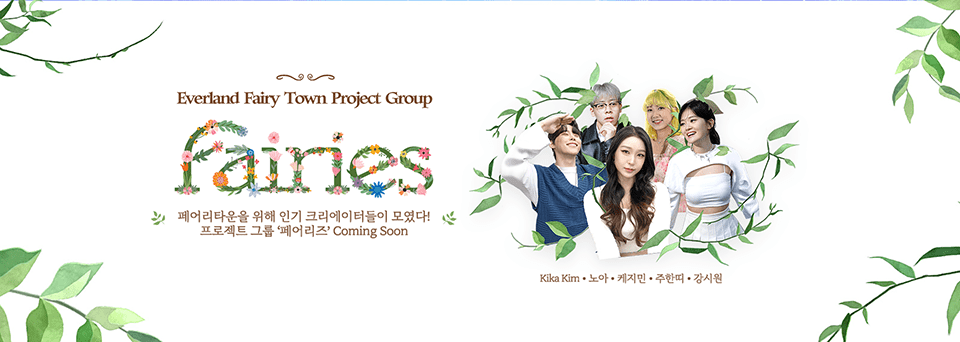 Everland Fairy Town Project Group
fairies
페어리타운을 위해 인기 크리에이터들이 모였다!
프로젝트 그룹 '페어리즈' Coming Soon
Kika Kim • 노아 • 케지민 • 주한띠 • 강시원